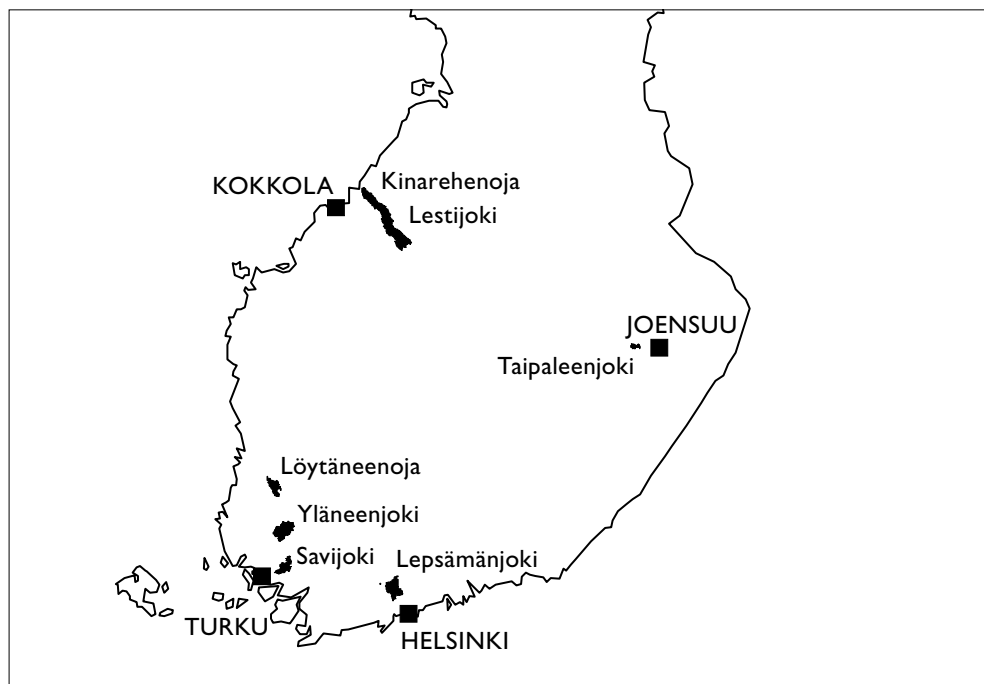 Kinarehenoja
KOKKOLA
Lestijoki
JOENSUU
Taipaleenjoki
Löytäneenoja
Yläneenjoki
Savijoki
Lepsämänjoki
TURKU
HELSINKI